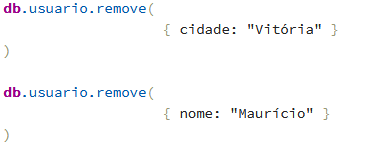 db.usuario.remove(
{ cidade: "Vitória" }
)
db.usuario.remove(
{ nome: "Maurício" }
)